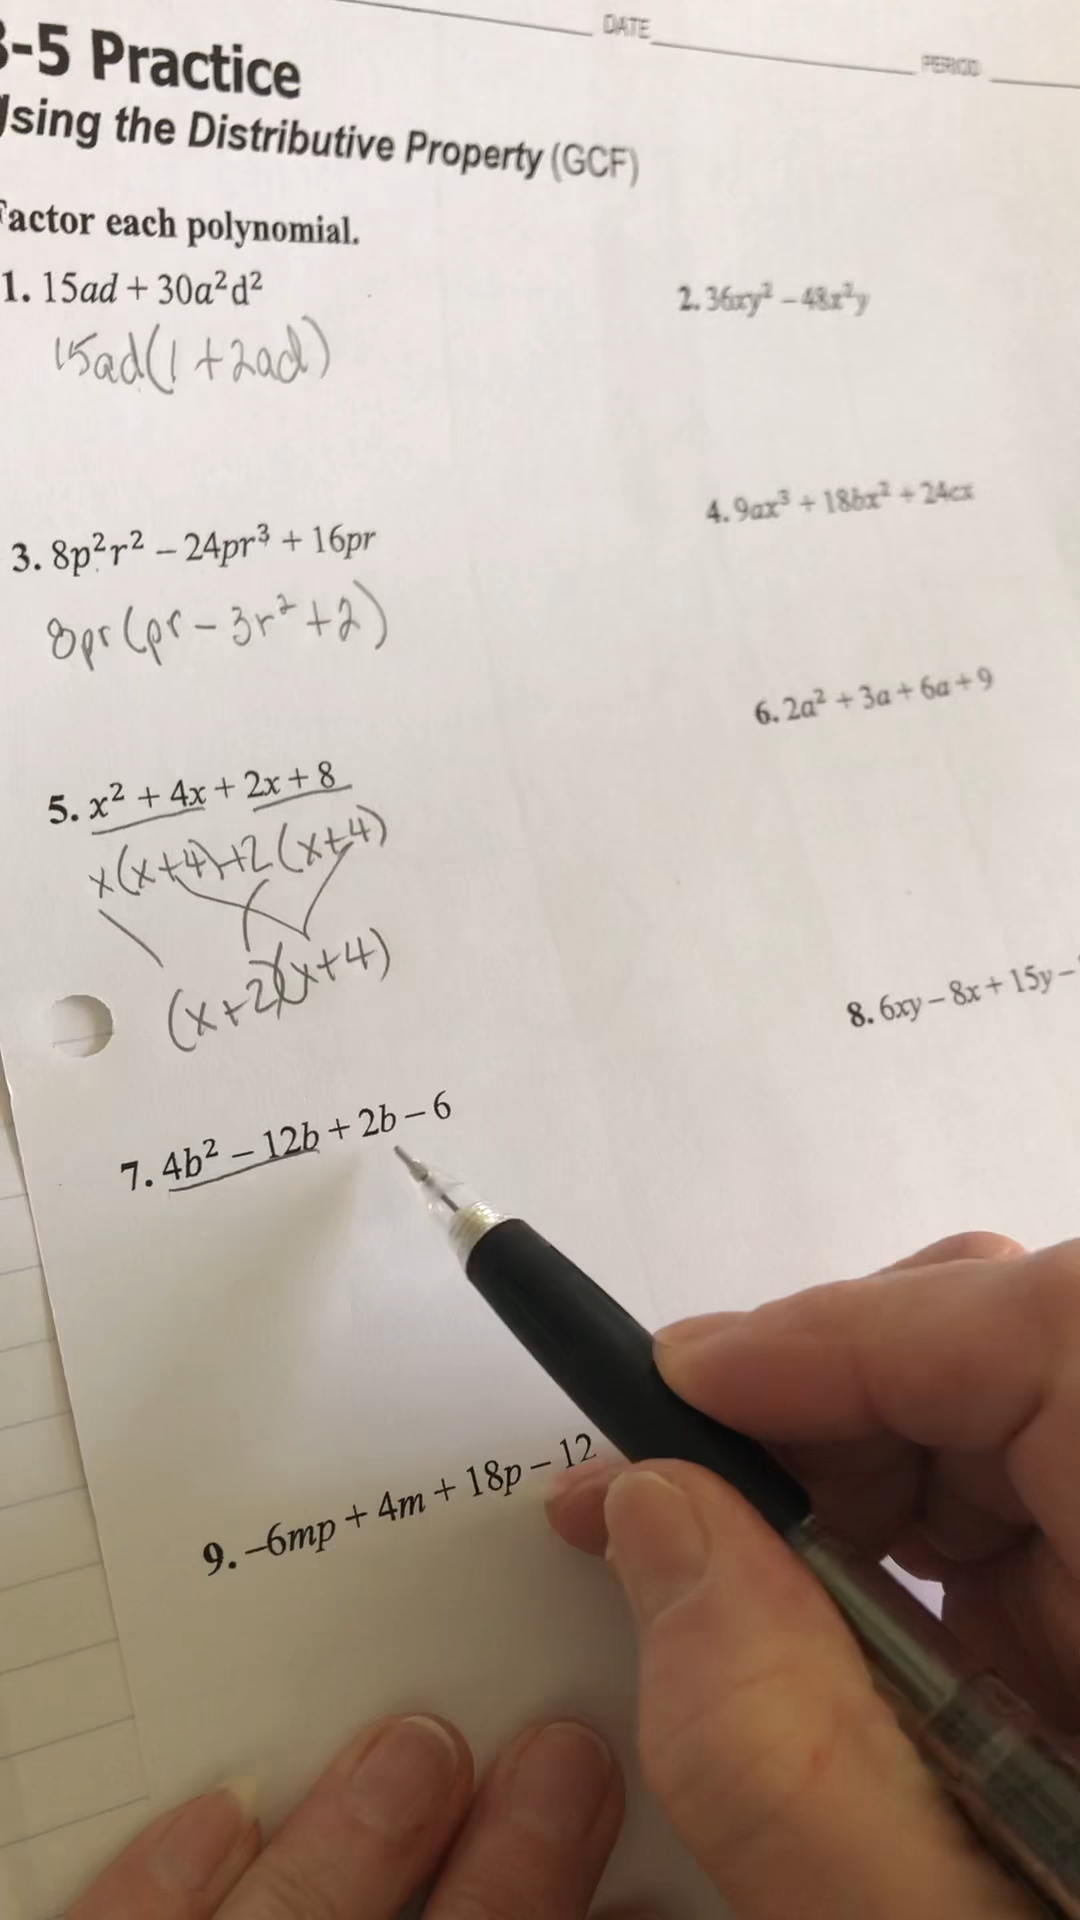 DATE
PERIOD
-5 Practice
sing the Distributive Property (GCF)
actor each polynomial.
1. 15ad + 30a²d²
15ad(1 + 2ad)
2. 36xy² – 48x²y
3. 8p²r² – 24pr³ + 16pr
8pr(pr – 3r² + 2)
4. 9ax³ + 18bx² + 24cx
5. x² + 4x + 2x + 8
x(x+4)+2(x+4)
(x+2)(x+4)
6. 2a² + 3a + 6a + 9
7. 4b² – 12b + 2b – 6
8. 6xy – 8x + 15y –
9. –6mp + 4m + 18p – 12